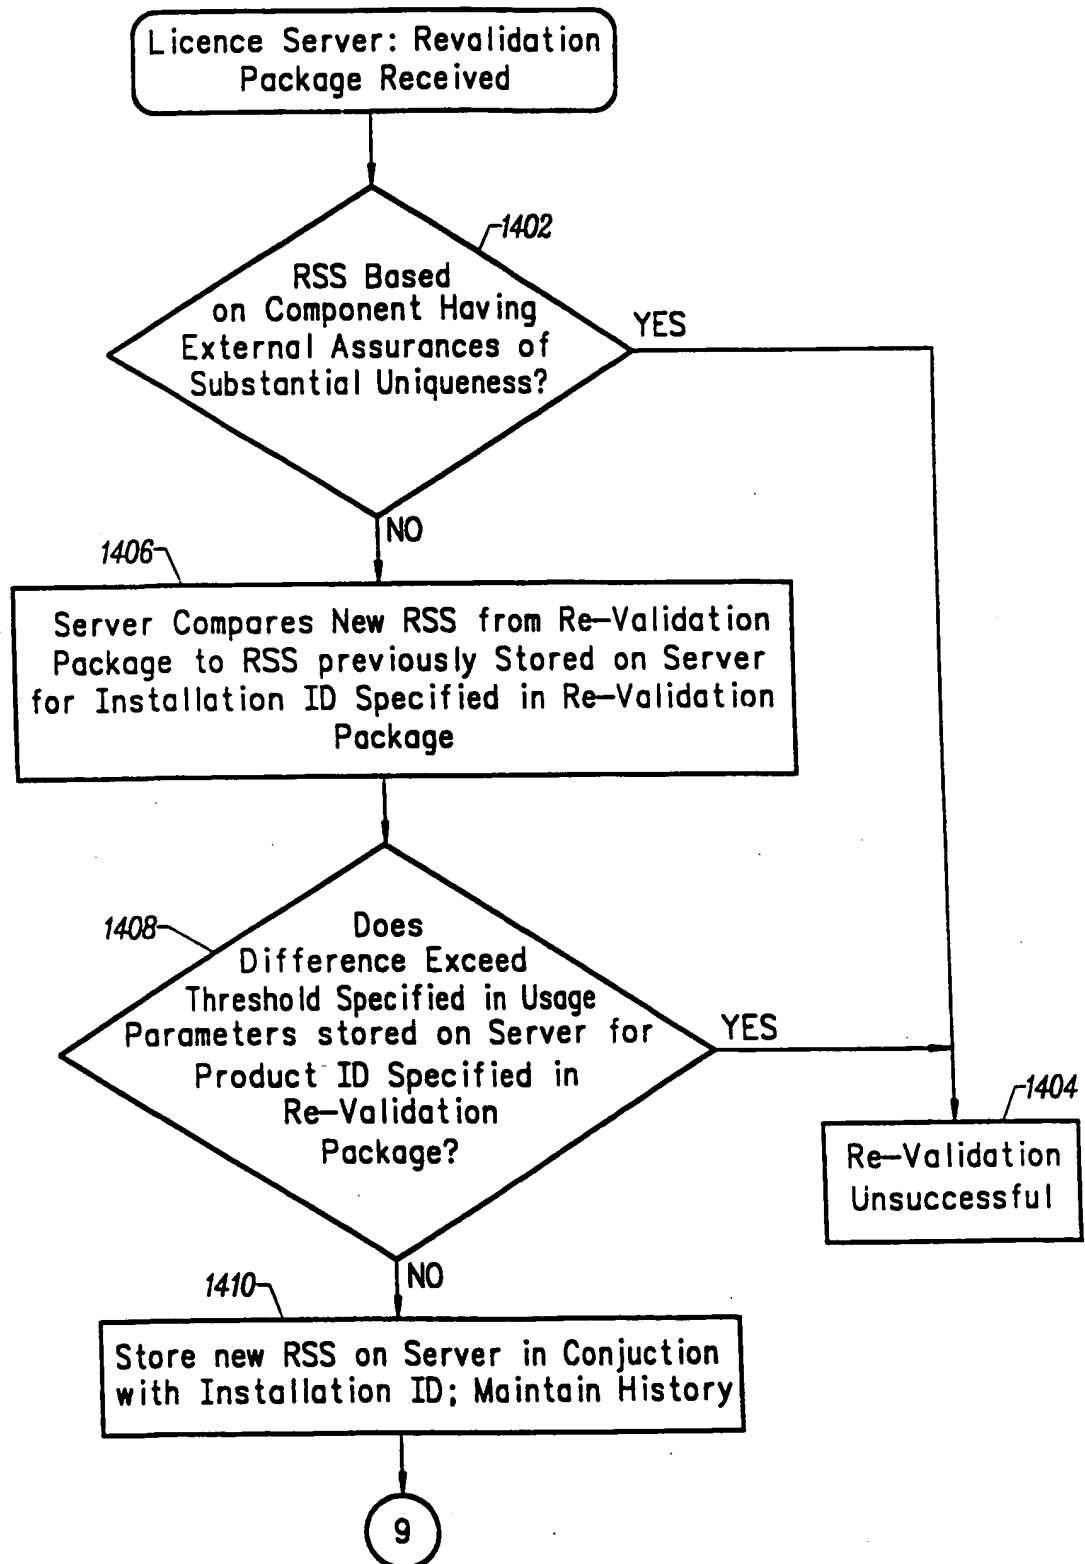 Licence Server: Revalidation
Package Received
1402
RSS Based
on Component Having
External Assurances of
Substantial Uniqueness?
YES
NO
1406
Server Compares New RSS from Re-Validation
Package to RSS previously Stored on Server
for Installation ID Specified in Re-Validation
Package
1408
Does
Difference Exceed
Threshold Specified in Usage
Parameters stored on Server for
Product ID Specified in
Re-Validation
Package?
YES
1404
Re-Validation
Unsuccessful
NO
1410
Store new RSS on Server in Conjuction
with Installation ID; Maintain History
9